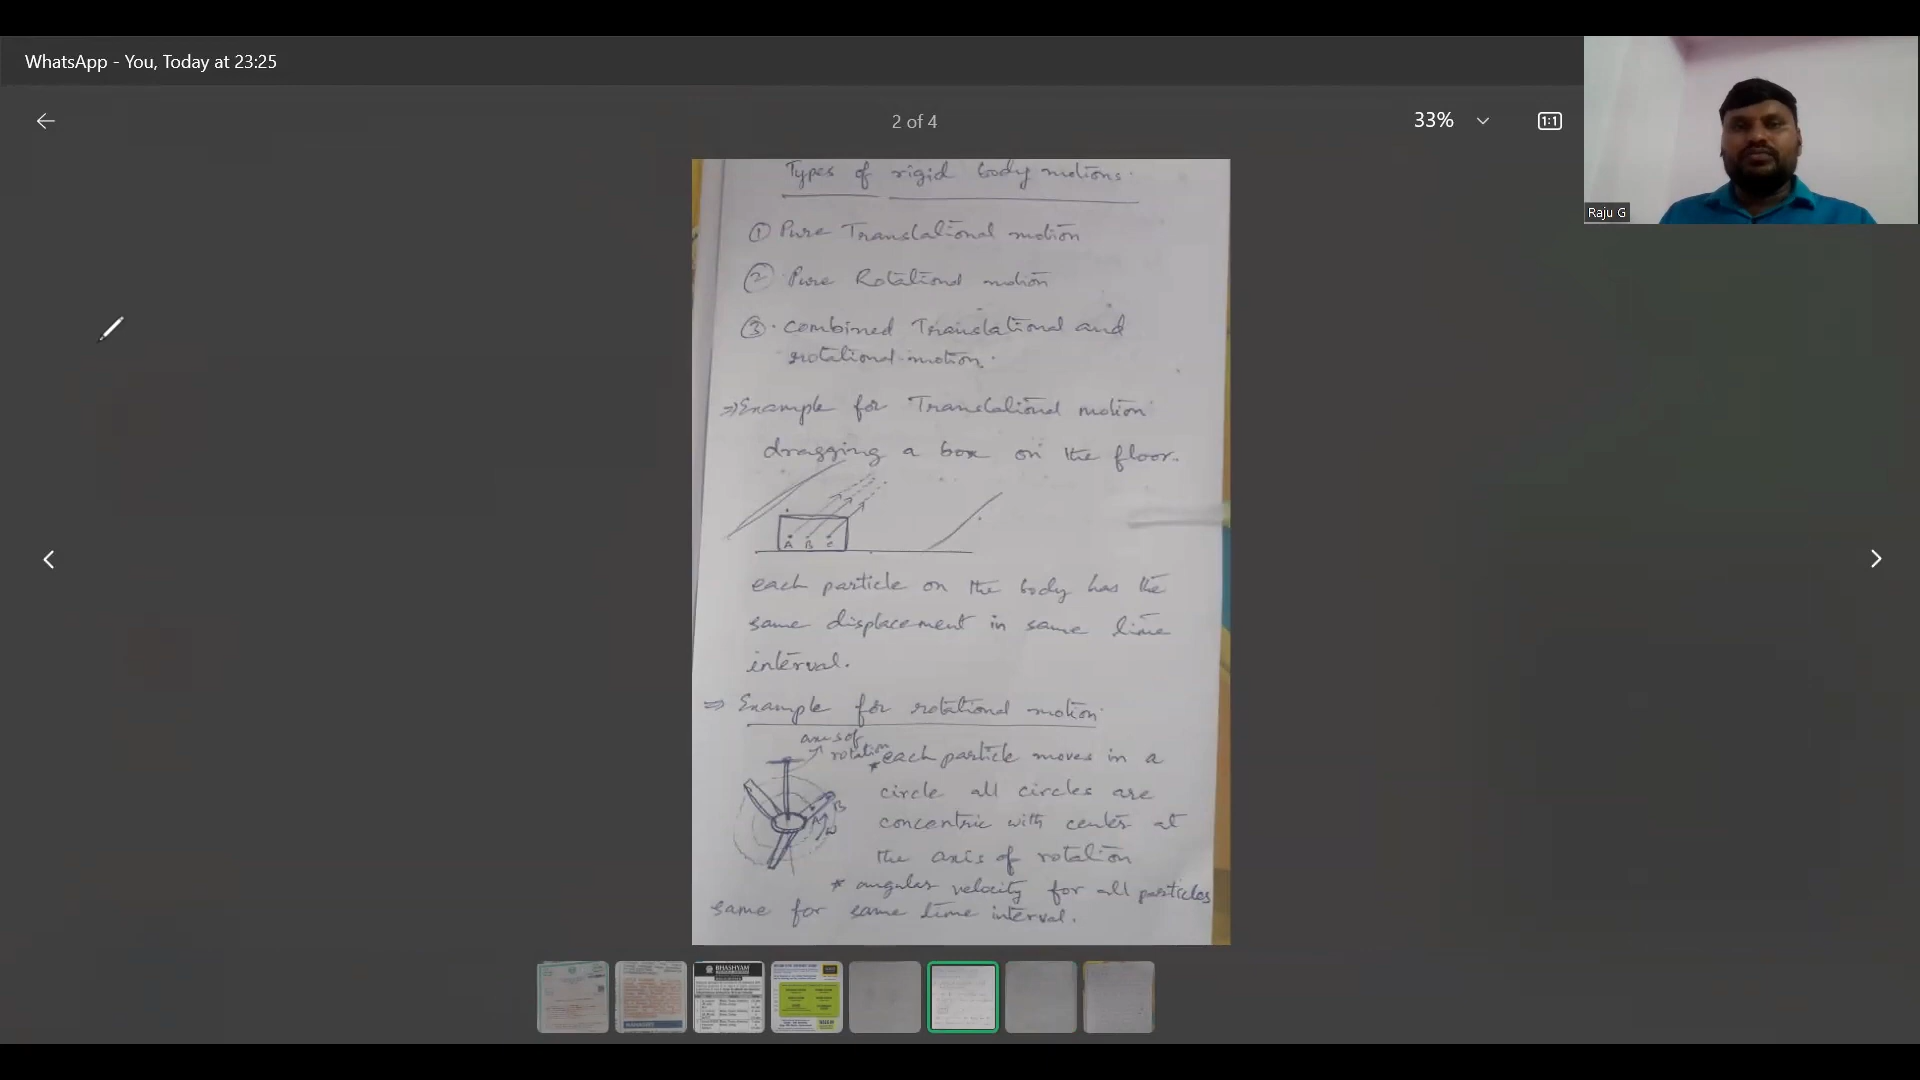 WhatsApp - You, Today at 23:25
2 of 4
33%
1:1
Raju G
Types of rigid body motions.
① Pure Translational motion
② Pure Rotational motion
③. Combined Translational and
rotational motion.
⇒ Example for Translational motion
dragging a box on the floor..
A B C
each particle on the body has the
same displacement in same time
interval.
⇒ Example for rotational motion
axis of
rotation
* each particle moves in a
circle all circles are
concentric with center at
the axis of rotation
B
A
ω
* angular velocity for all particles
same for same time interval.
BHASHYAM